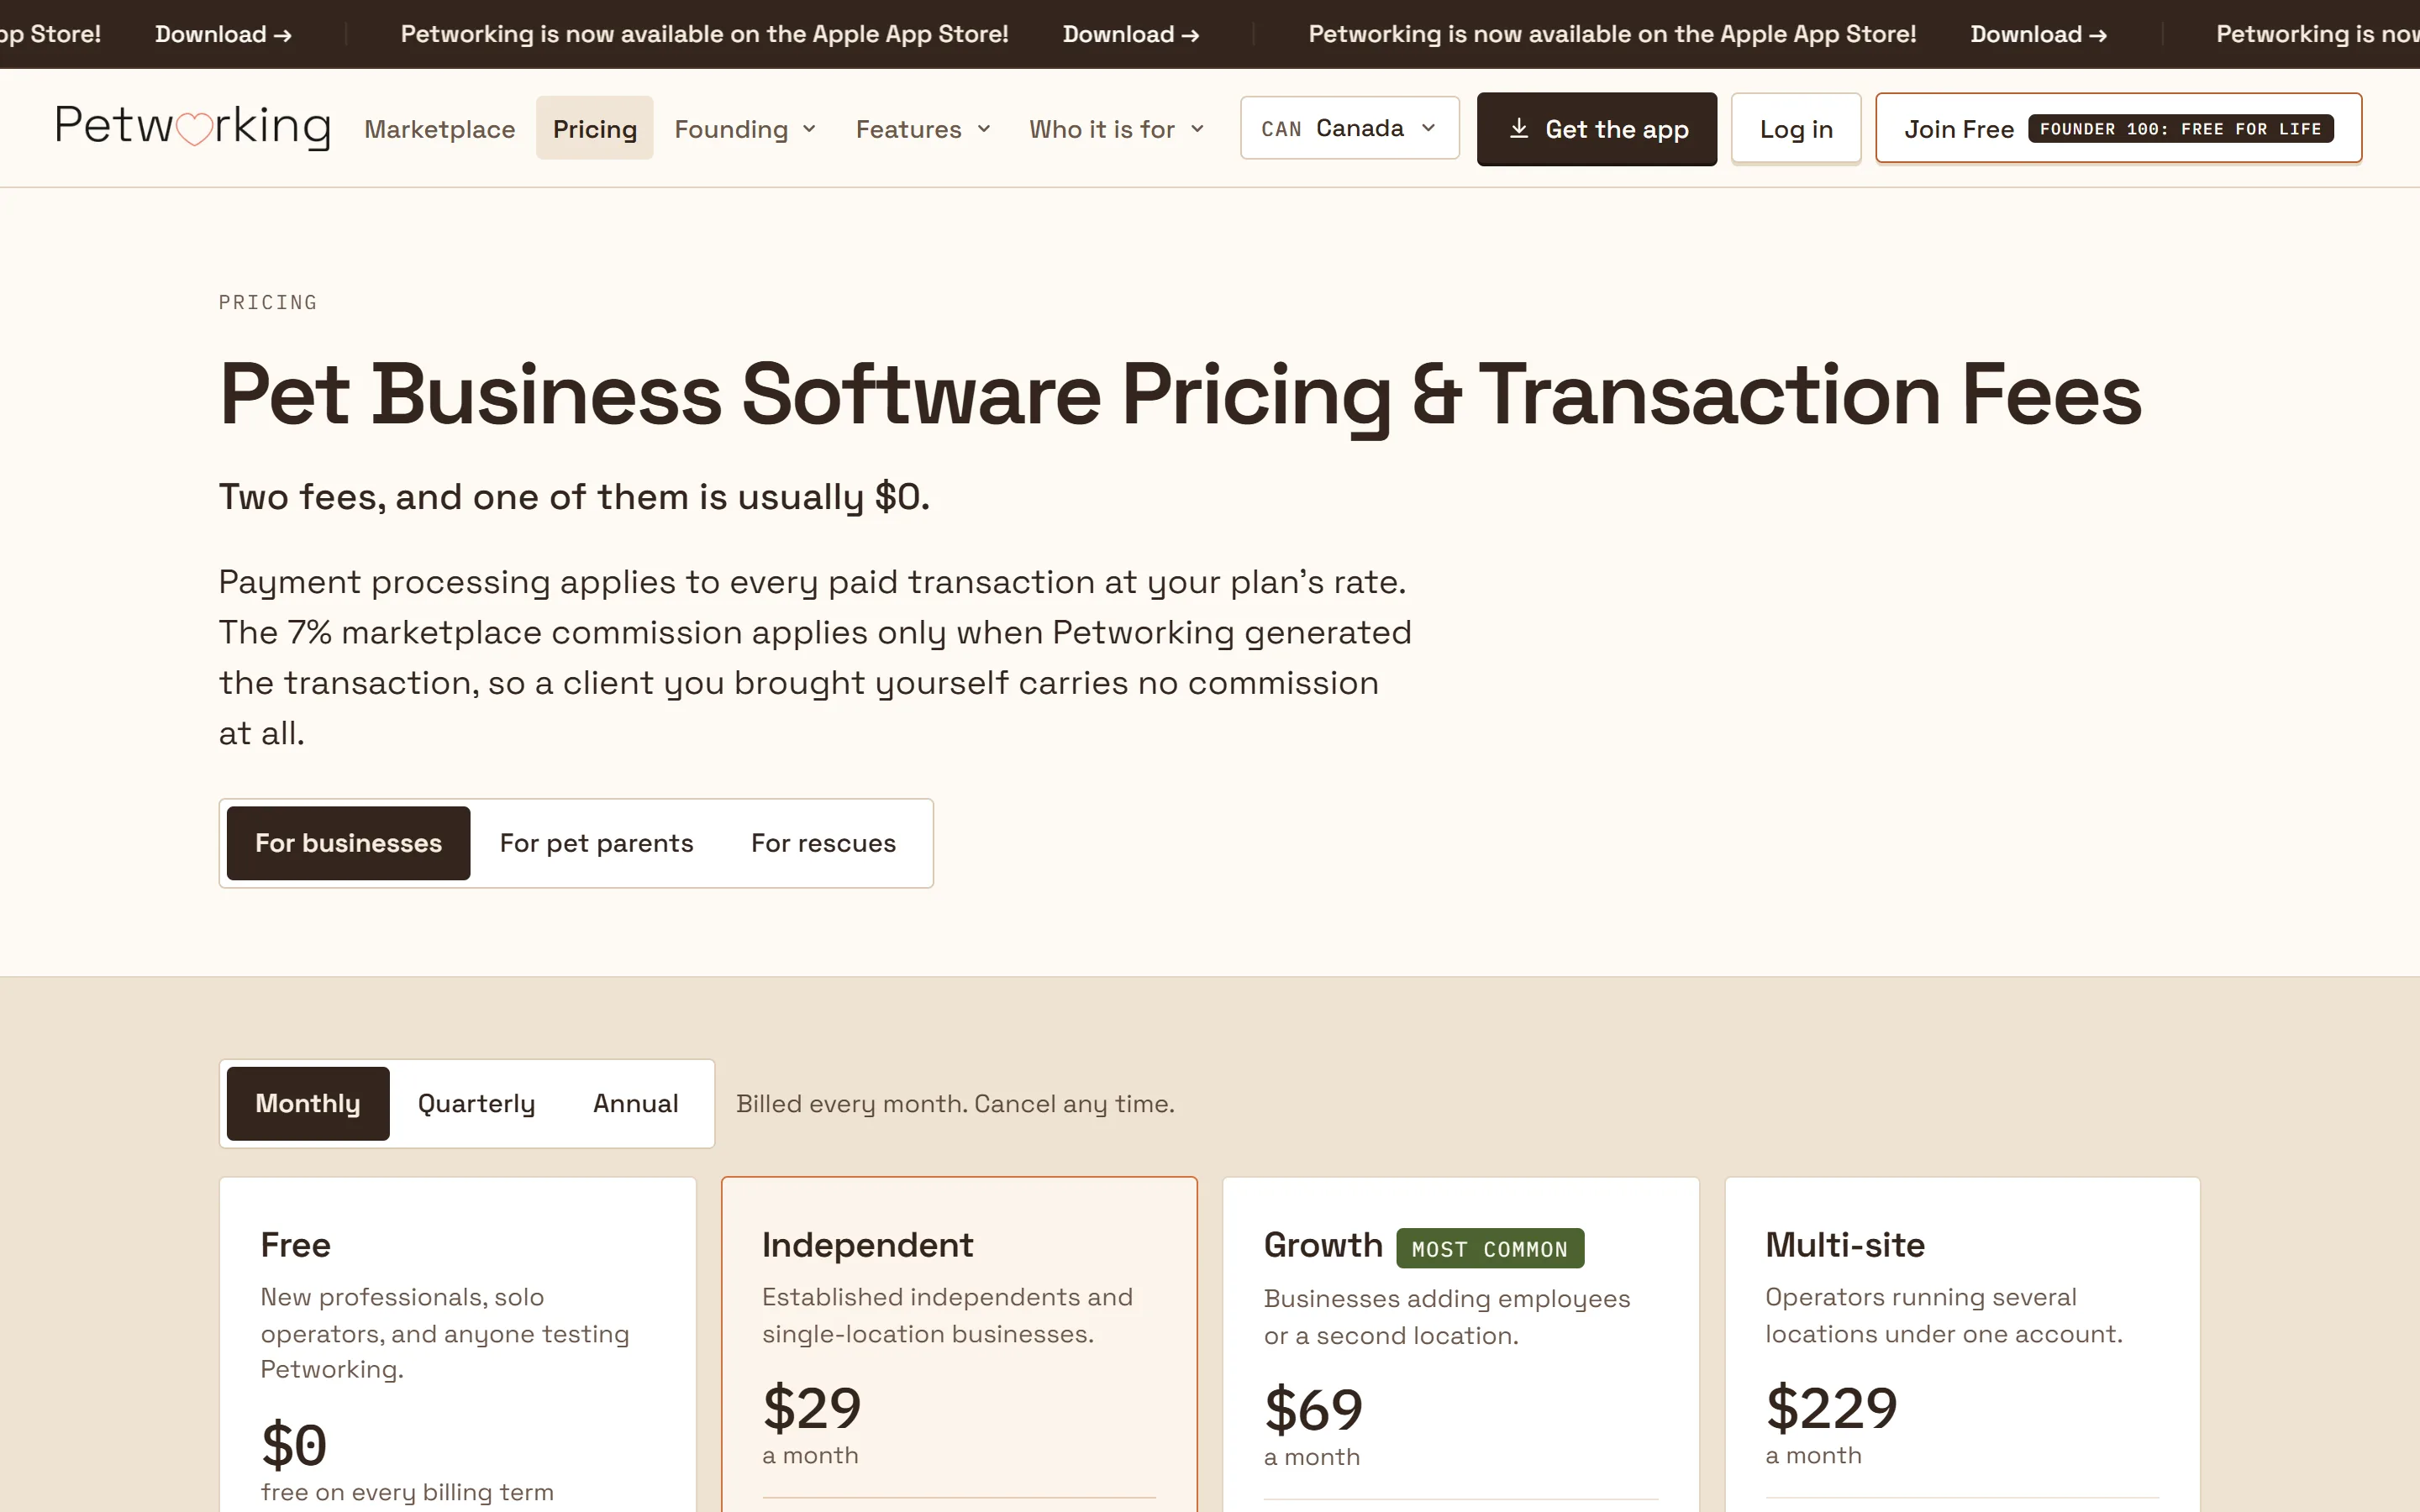 pp Store! Download → Petworking is now available on the Apple App Store! Download → Petworking is now available on the Apple App Store! Download → Petworking is now
Petworking Marketplace Pricing Founding Features Who it is for CAN Canada Get the app Log in Join Free FOUNDER 100: FREE FOR LIFE
PRICING
Pet Business Software Pricing & Transaction Fees
Two fees, and one of them is usually $0.
Payment processing applies to every paid transaction at your plan’s rate.
The 7% marketplace commission applies only when Petworking generated
the transaction, so a client you brought yourself carries no commission
at all.
For businesses For pet parents For rescues
Monthly Quarterly Annual Billed every month. Cancel any time.
Free
New professionals, solo
operators, and anyone testing
Petworking.
$0
free on every billing term
Independent
Established independents and
single-location businesses.
$29
a month
Growth MOST COMMON
Businesses adding employees
or a second location.
$69
a month
Multi-site
Operators running several
locations under one account.
$229
a month